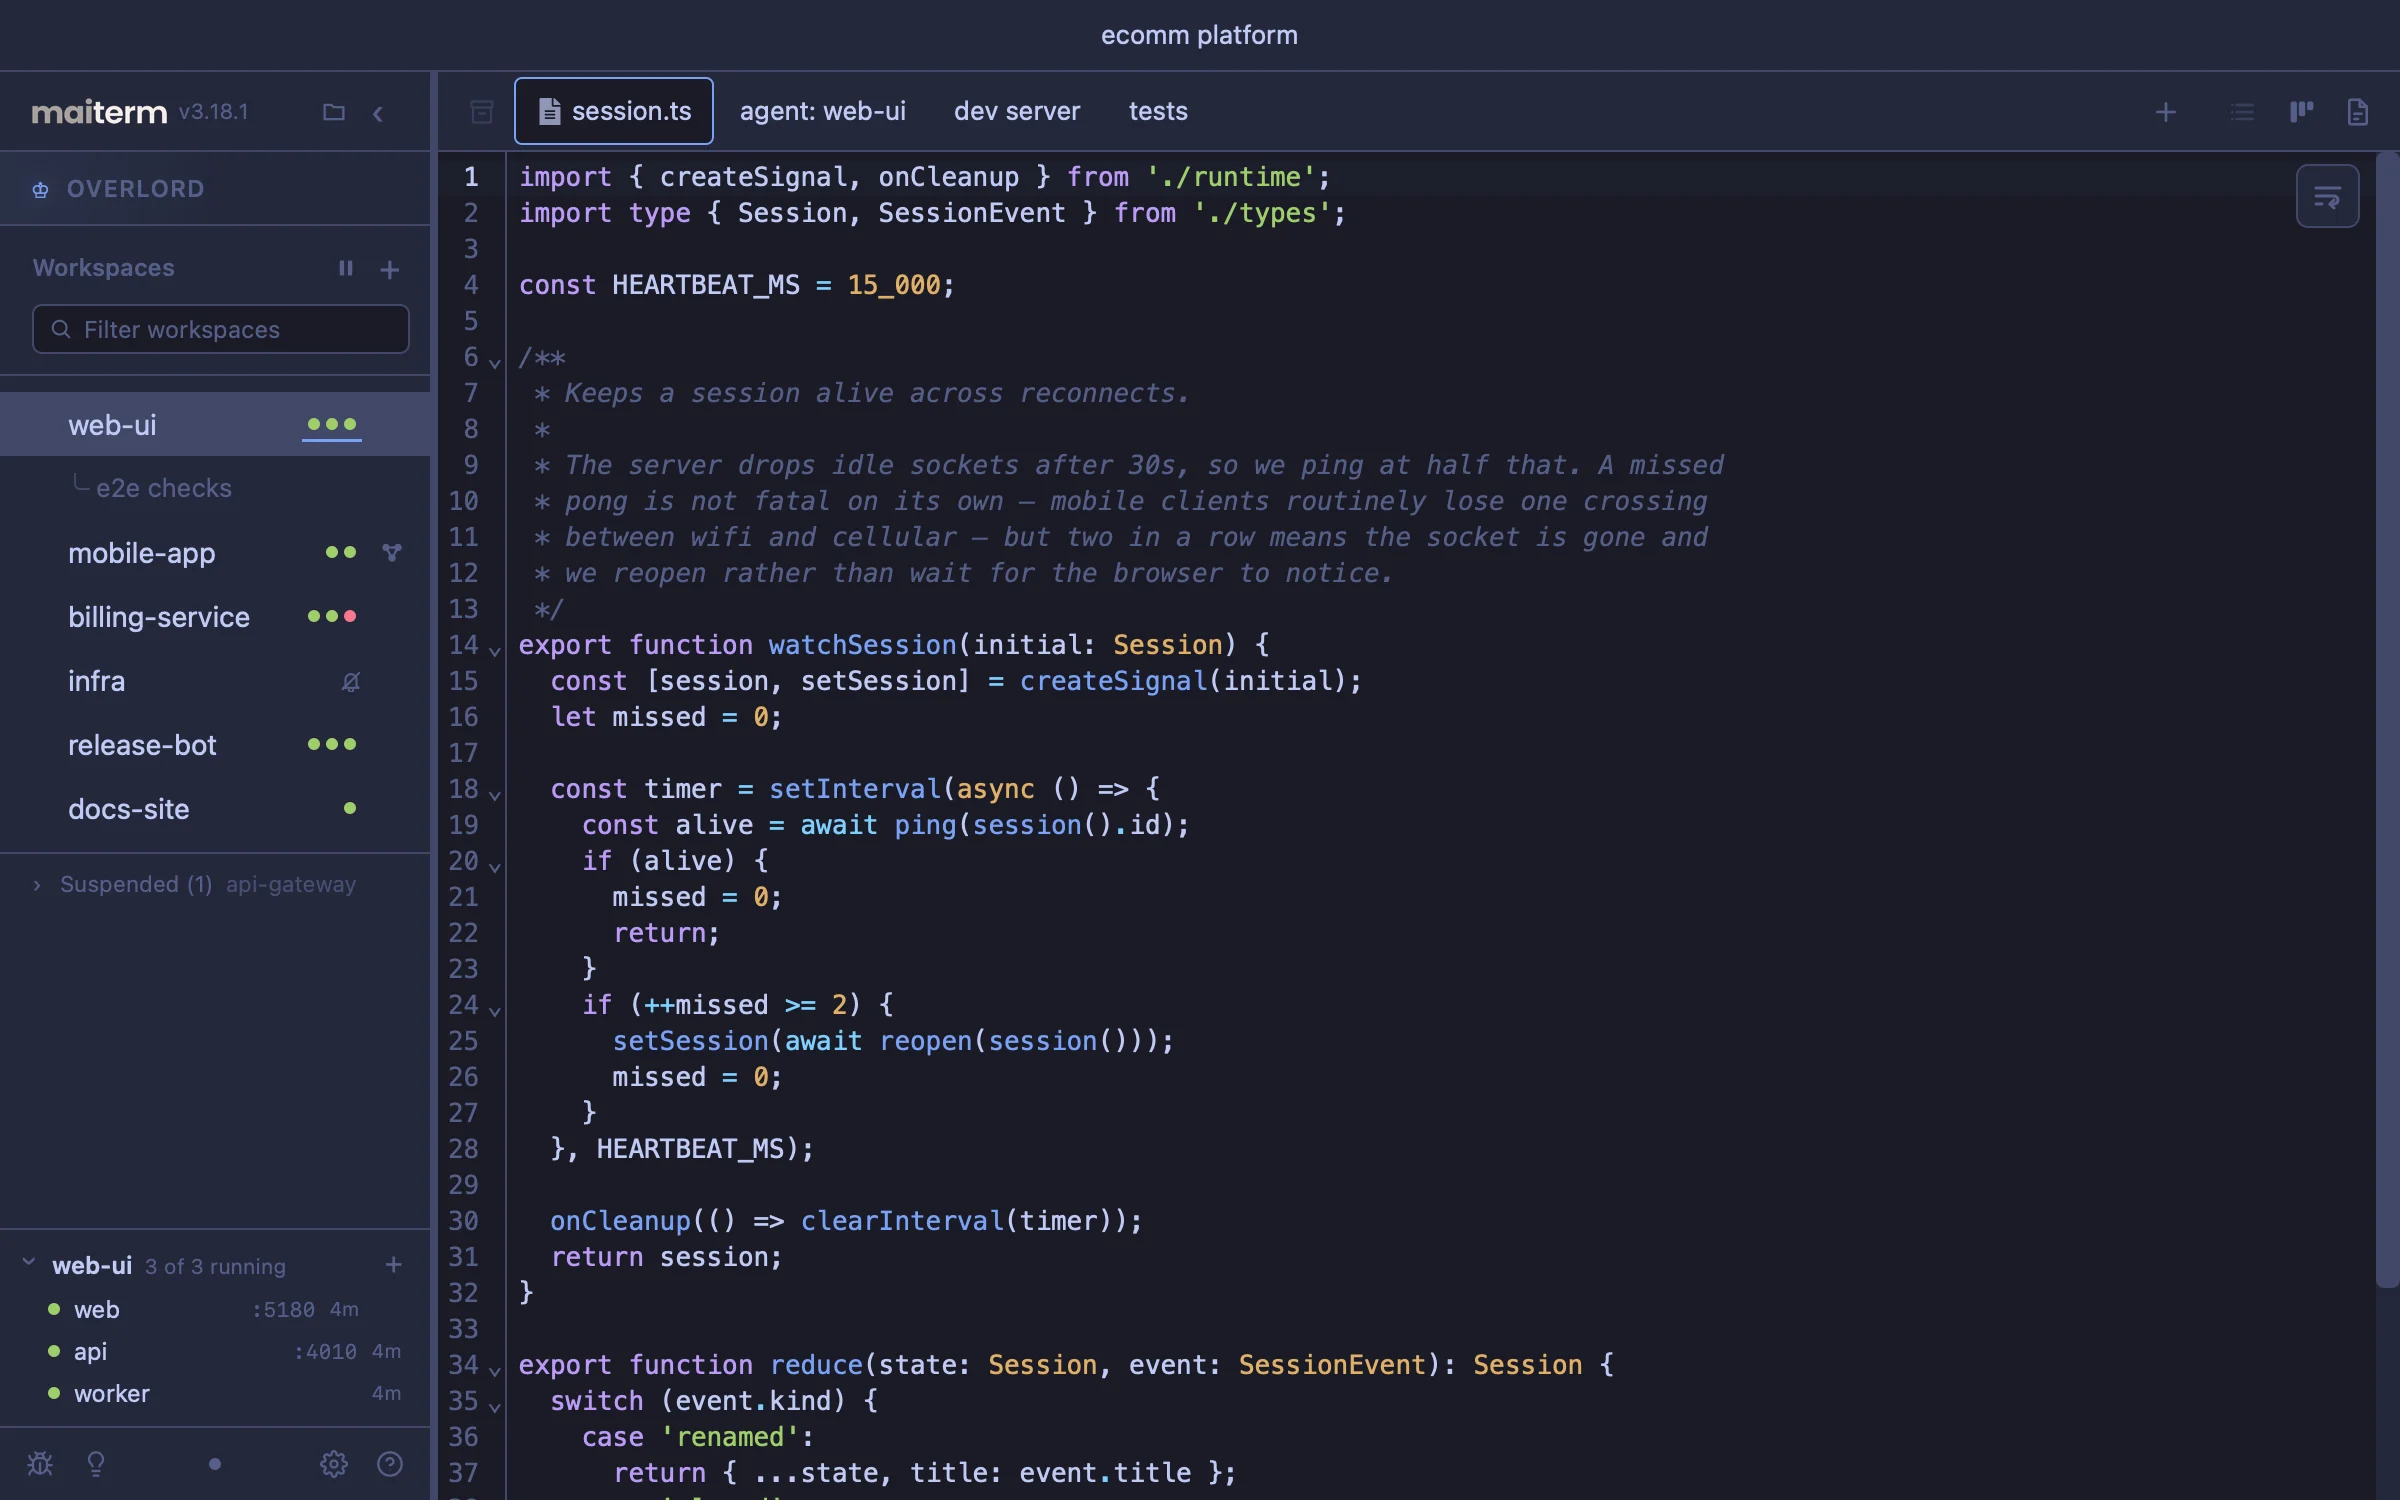 ecomm platform
maiterm v3.18.1
OVERLORD
Workspaces
Filter workspaces
web-ui
e2e checks
mobile-app
billing-service
infra
release-bot
docs-site
Suspended (1) api-gateway
web-ui 3 of 3 running
web :5180 4m
api :4010 4m
worker 4m
session.ts agent: web-ui dev server tests
1 import { createSignal, onCleanup } from './runtime';
2 import type { Session, SessionEvent } from './types';
3
4 const HEARTBEAT_MS = 15_000;
5
6 /**
7 * Keeps a session alive across reconnects.
8 *
9 * The server drops idle sockets after 30s, so we ping at half that. A missed
10 * pong is not fatal on its own — mobile clients routinely lose one crossing
11 * between wifi and cellular — but two in a row means the socket is gone and
12 * we reopen rather than wait for the browser to notice.
13 */
14 export function watchSession(initial: Session) {
15 const [session, setSession] = createSignal(initial);
16 let missed = 0;
17
18 const timer = setInterval(async () => {
19 const alive = await ping(session().id);
20 if (alive) {
21 missed = 0;
22 return;
23 }
24 if (++missed >= 2) {
25 setSession(await reopen(session()));
26 missed = 0;
27 }
28 }, HEARTBEAT_MS);
29
30 onCleanup(() => clearInterval(timer));
31 return session;
32 }
33
34 export function reduce(state: Session, event: SessionEvent): Session {
35 switch (event.kind) {
36 case 'renamed':
37 return { ...state, title: event.title };